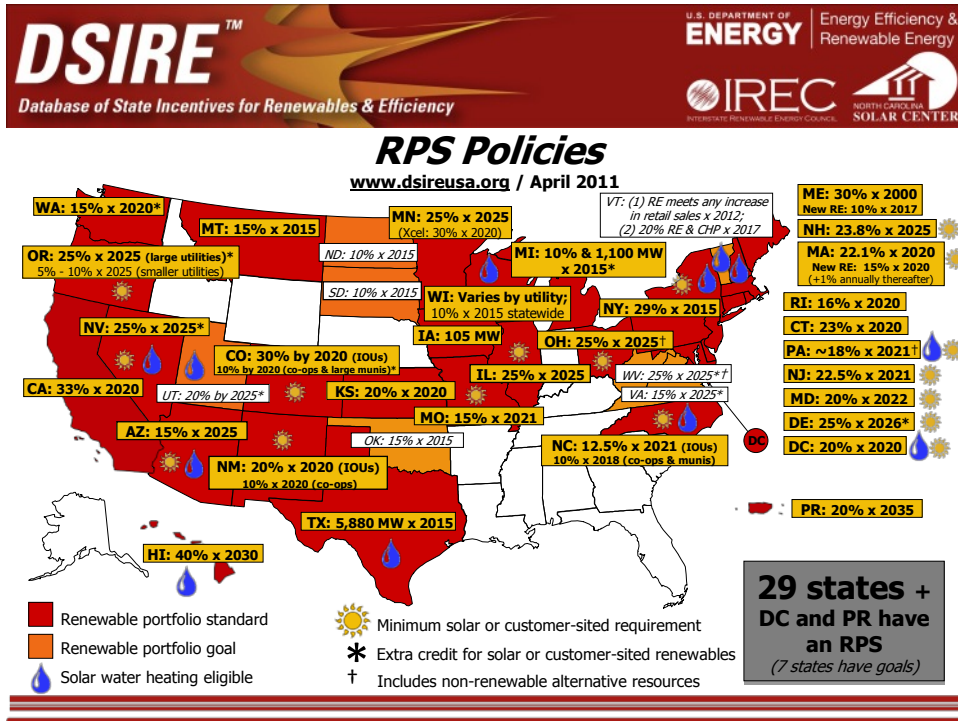 DSIRE™
Database of State Incentives for Renewables & Efficiency
U.S. DEPARTMENT OF
ENERGY
Energy Efficiency &
Renewable Energy
IREC
INTERSTATE RENEWABLE ENERGY COUNCIL
NORTH CAROLINA
SOLAR CENTER
RPS Policies
www.dsireusa.org / April 2011
WA: 15% x 2020*
MT: 15% x 2015
MN: 25% x 2025
(Xcel: 30% x 2020)
VT: (1) RE meets any increase
in retail sales x 2012;
(2) 20% RE & CHP x 2017
ME: 30% x 2000
New RE: 10% x 2017
NH: 23.8% x 2025
OR: 25% x 2025 (large utilities)*
5% - 10% x 2025 (smaller utilities)
ND: 10% x 2015
MI: 10% & 1,100 MW
x 2015*
MA: 22.1% x 2020
New RE: 15% x 2020
(+1% annually thereafter)
SD: 10% x 2015
WI: Varies by utility;
10% x 2015 statewide
NY: 29% x 2015
RI: 16% x 2020
NV: 25% x 2025*
IA: 105 MW
OH: 25% x 2025†
CT: 23% x 2020
CO: 30% by 2020 (IOUs)
10% by 2020 (co-ops & large munis)*
PA: ~18% x 2021†
CA: 33% x 2020
UT: 20% by 2025*
KS: 20% x 2020
IL: 25% x 2025
WV: 25% x 2025*†
VA: 15% x 2025*
NJ: 22.5% x 2021
MD: 20% x 2022
AZ: 15% x 2025
OK: 15% x 2015
MO: 15% x 2021
DE: 25% x 2026*
NM: 20% x 2020 (IOUs)
10% x 2020 (co-ops)
NC: 12.5% x 2021 (IOUs)
10% x 2018 (co-ops & munis)
DC
DC: 20% x 2020
TX: 5,880 MW x 2015
PR: 20% x 2035
HI: 40% x 2030
29 states +
DC and PR have
an RPS
(7 states have goals)
Renewable portfolio standard
Renewable portfolio goal
Solar water heating eligible
Minimum solar or customer-sited requirement
* Extra credit for solar or customer-sited renewables
† Includes non-renewable alternative resources